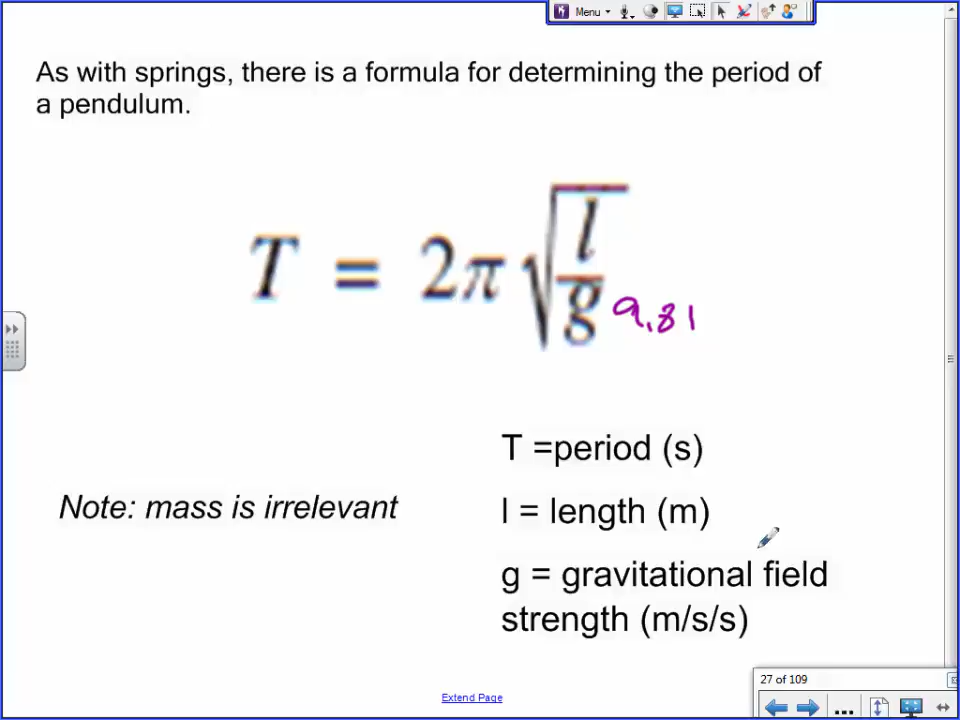 Menu
As with springs, there is a formula for determining the period of
a pendulum.
T = 2π √(l/g) 9.81
T =period (s)
Note: mass is irrelevant
l = length (m)
g = gravitational field
strength (m/s/s)
27 of 109
Extend Page
...